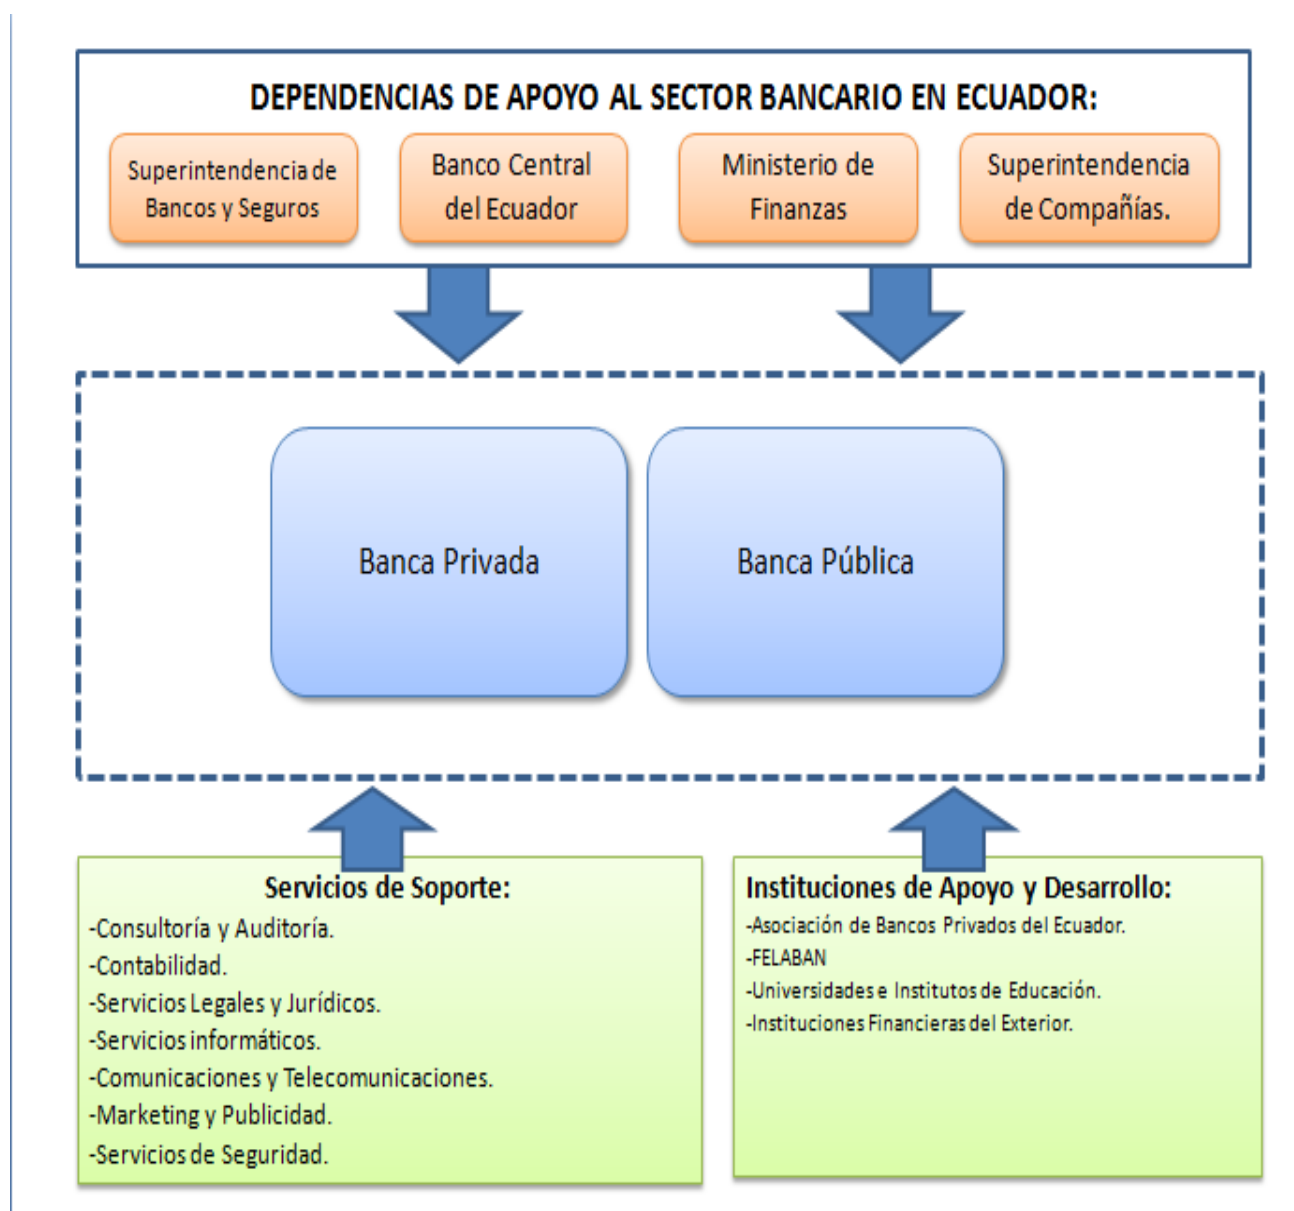 DEPENDENCIAS DE APOYO AL SECTOR BANCARIO EN ECUADOR:
Superintendencia de
Bancos y Seguros
Banco Central
del Ecuador
Ministerio de
Finanzas
Superintendencia
de Compañías.
Banca Privada
Banca Pública
Servicios de Soporte:
-Consultoría y Auditoría.
-Contabilidad.
-Servicios Legales y Jurídicos.
-Servicios informáticos.
-Comunicaciones y Telecomunicaciones.
-Marketing y Publicidad.
-Servicios de Seguridad.
Instituciones de Apoyo y Desarrollo:
-Asociación de Bancos Privados del Ecuador.
-FELABAN
-Universidades e Institutos de Educación.
-Instituciones Financieras del Exterior.